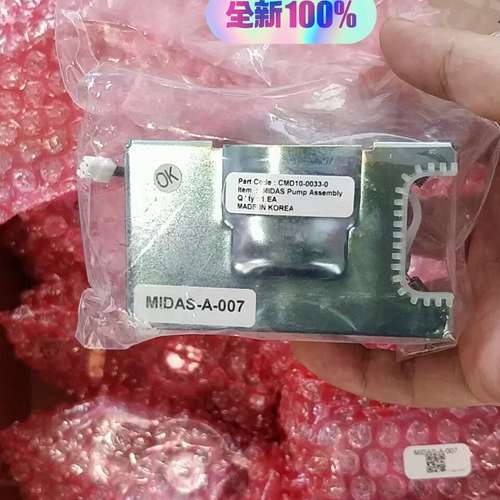 全新100%
OK
Part Code : CMD10-0033-0
Item : MIDAS Pump Assembly
Q'ty : 1 EA
MADE IN KOREA
MIDAS-A-007
MIDAS-A-007